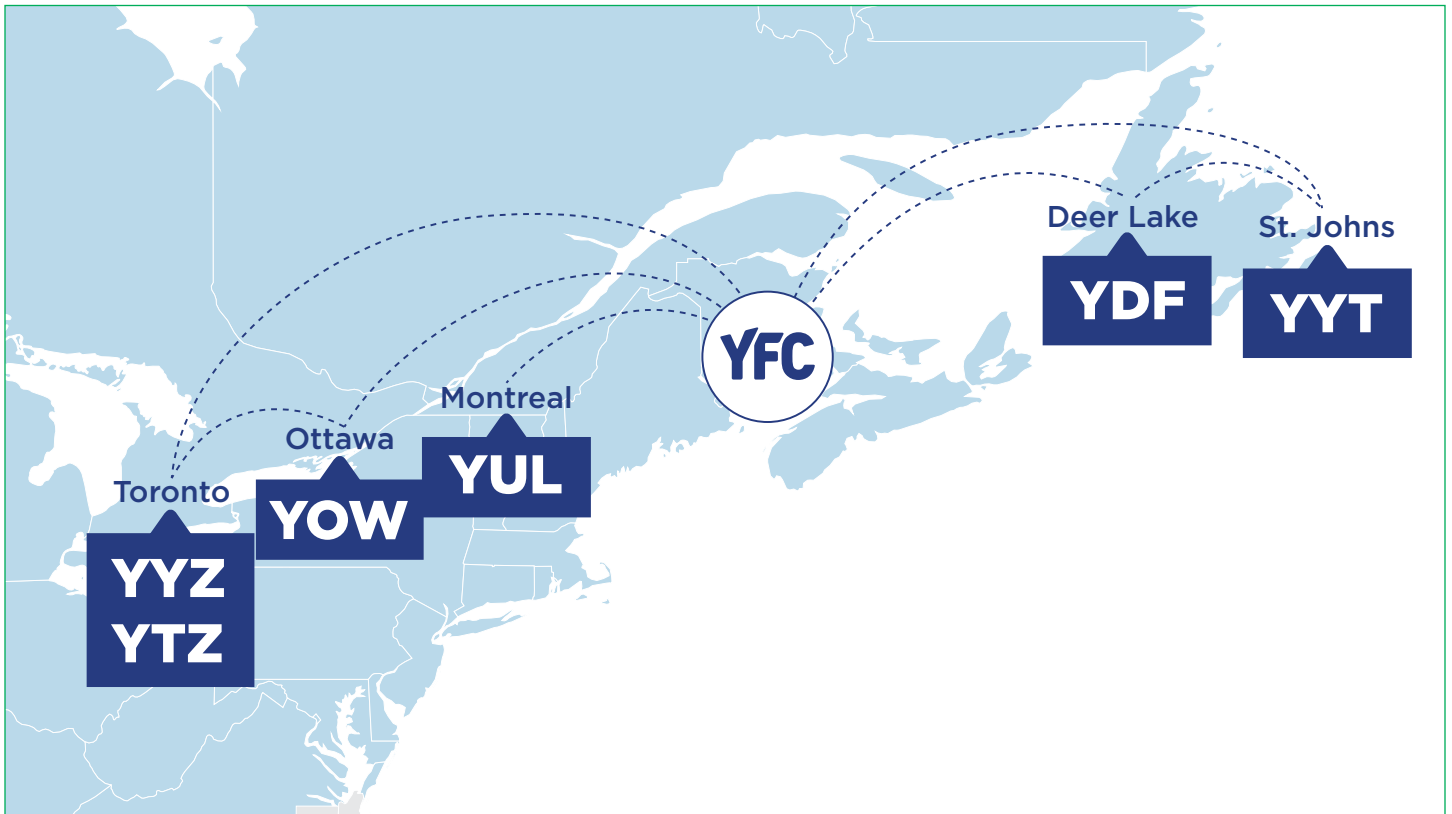 Deer Lake
YDF
St. Johns
YYT
YFC
Montreal
YUL
Ottawa
YOW
Toronto
YYZ
YTZ